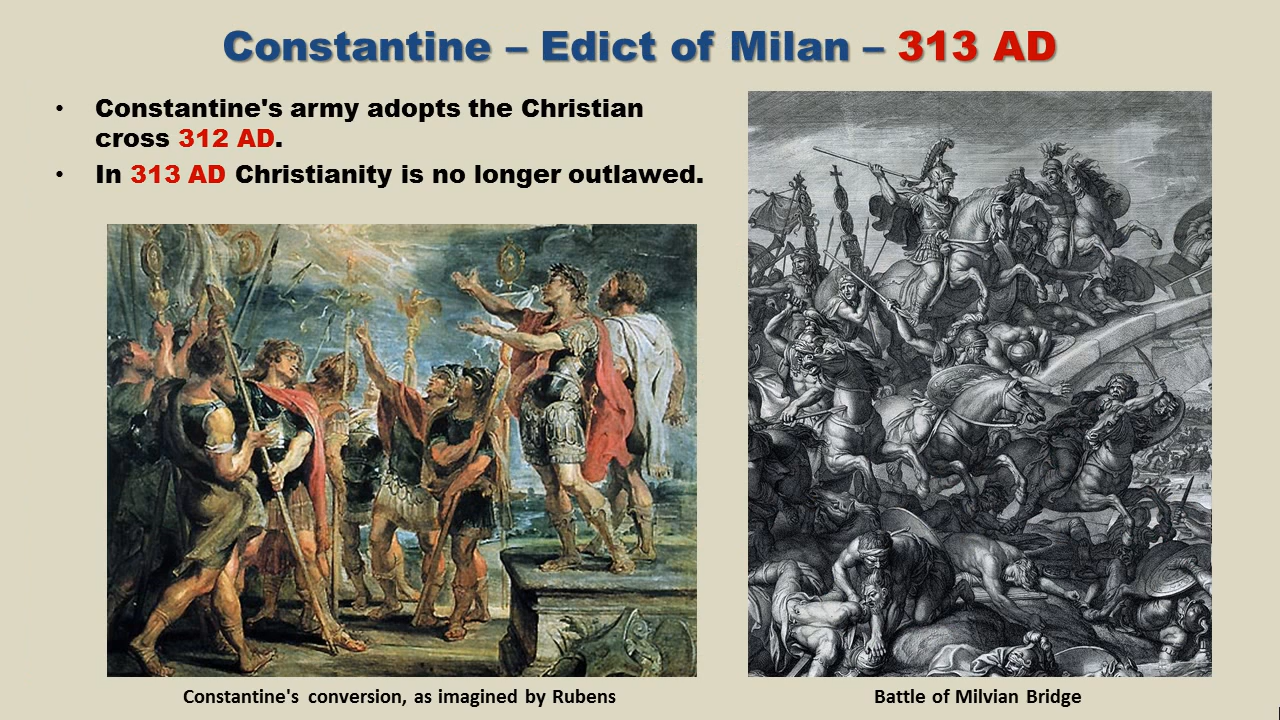 Constantine – Edict of Milan – 313 AD
• Constantine's army adopts the Christian
cross 312 AD.
• In 313 AD Christianity is no longer outlawed.
Constantine's conversion, as imagined by Rubens
Battle of Milvian Bridge